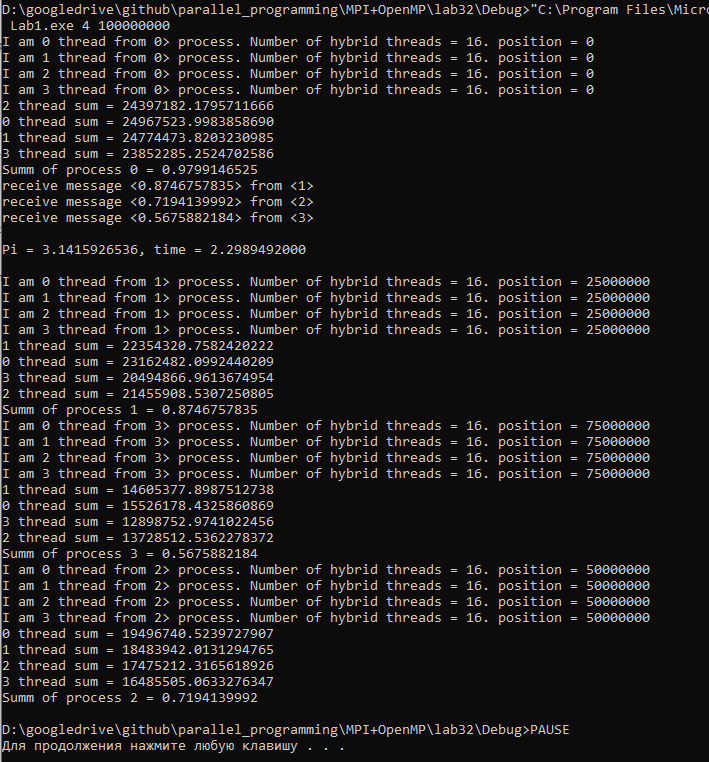 D:\googledrive\github\parallel_programming\MPI+OpenMP\lab32\Debug>"C:\Program Files\Micro
 Lab1.exe 4 100000000
I am 0 thread from 0> process. Number of hybrid threads = 16. position = 0
I am 1 thread from 0> process. Number of hybrid threads = 16. position = 0
I am 2 thread from 0> process. Number of hybrid threads = 16. position = 0
I am 3 thread from 0> process. Number of hybrid threads = 16. position = 0
2 thread sum = 24397182.1795711666
0 thread sum = 24967523.9983858690
1 thread sum = 24774473.8203230985
3 thread sum = 23852285.2524702586
Summ of process 0 = 0.9799146525
receive message <0.8746757835> from <1>
receive message <0.7194139992> from <2>
receive message <0.5675882184> from <3>
Pi = 3.1415926536, time = 2.2989492000
I am 0 thread from 1> process. Number of hybrid threads = 16. position = 25000000
I am 1 thread from 1> process. Number of hybrid threads = 16. position = 25000000
I am 2 thread from 1> process. Number of hybrid threads = 16. position = 25000000
I am 3 thread from 1> process. Number of hybrid threads = 16. position = 25000000
1 thread sum = 22354320.7582420222
0 thread sum = 23162482.0992440209
3 thread sum = 20494866.9613674954
2 thread sum = 21455908.5307250805
Summ of process 1 = 0.8746757835
I am 0 thread from 3> process. Number of hybrid threads = 16. position = 75000000
I am 1 thread from 3> process. Number of hybrid threads = 16. position = 75000000
I am 2 thread from 3> process. Number of hybrid threads = 16. position = 75000000
I am 3 thread from 3> process. Number of hybrid threads = 16. position = 75000000
1 thread sum = 14605377.8987512738
0 thread sum = 15526178.4325860869
3 thread sum = 12898752.9741022456
2 thread sum = 13728512.5362278372
Summ of process 3 = 0.5675882184
I am 0 thread from 2> process. Number of hybrid threads = 16. position = 50000000
I am 1 thread from 2> process. Number of hybrid threads = 16. position = 50000000
I am 2 thread from 2> process. Number of hybrid threads = 16. position = 50000000
I am 3 thread from 2> process. Number of hybrid threads = 16. position = 50000000
0 thread sum = 19496740.5239727907
1 thread sum = 18483942.0131294765
2 thread sum = 17475212.3165618926
3 thread sum = 16485505.0633276347
Summ of process 2 = 0.7194139992
D:\googledrive\github\parallel_programming\MPI+OpenMP\lab32\Debug>PAUSE
Для продолжения нажмите любую клавишу . . .